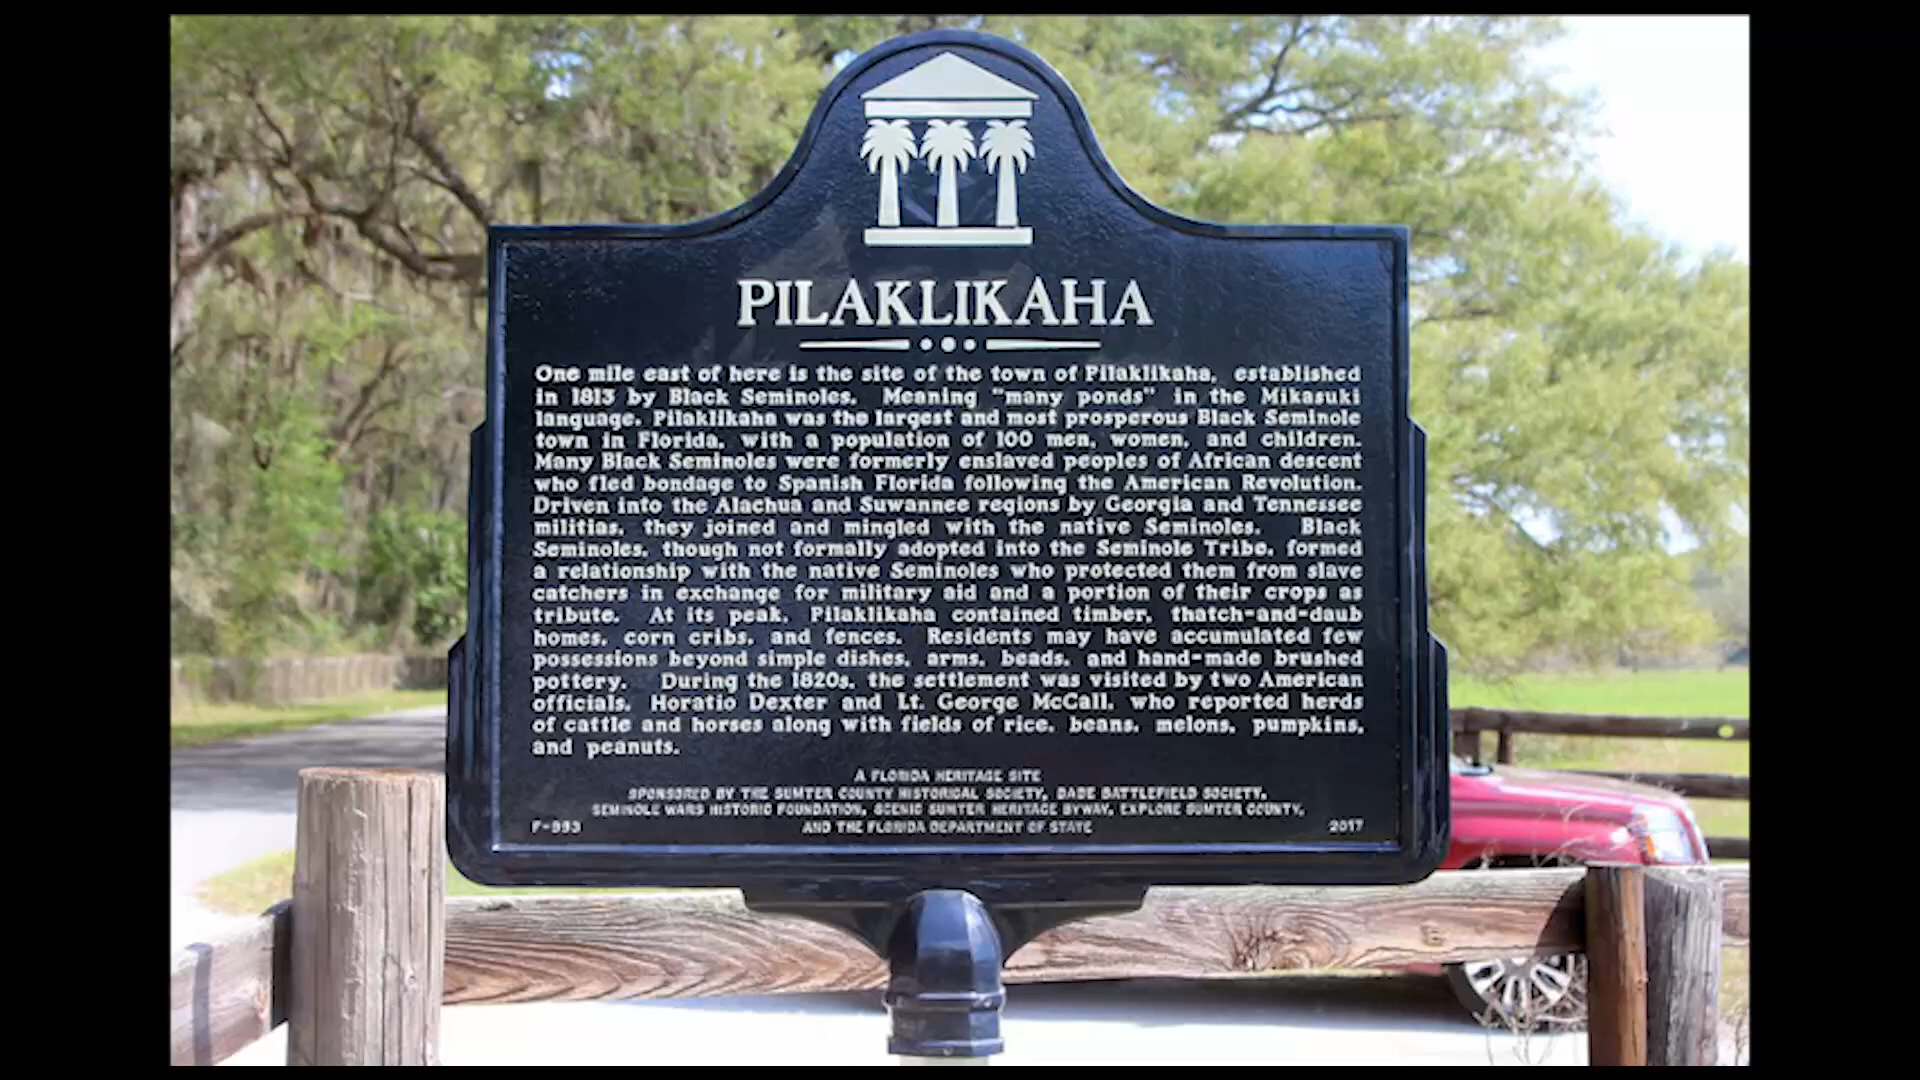 PILAKLIKAHA
One mile east of here is the site of the town of Pilaklikaha, established
in 1813 by Black Seminoles. Meaning "many ponds" in the Mikasuki
language, Pilaklikaha was the largest and most prosperous Black Seminole
town in Florida, with a population of 100 men, women, and children.
Many Black Seminoles were formerly enslaved peoples of African descent
who fled bondage to Spanish Florida following the American Revolution.
Driven into the Alachua and Suwannee regions by Georgia and Tennessee
militias, they joined and mingled with the native Seminoles. Black
Seminoles, though not formally adopted into the Seminole Tribe, formed
a relationship with the native Seminoles who protected them from slave
catchers in exchange for military aid and a portion of their crops as
tribute. At its peak, Pilaklikaha contained timber, thatch-and-daub
homes, corn cribs, and fences. Residents may have accumulated few
possessions beyond simple dishes, arms, beads, and hand-made brushed
pottery. During the 1820s, the settlement was visited by two American
officials, Horatio Dexter and Lt. George McCall, who reported herds
of cattle and horses along with fields of rice, beans, melons, pumpkins,
and peanuts.
A FLORIDA HERITAGE SITE
SPONSORED BY THE SUMTER COUNTY HISTORICAL SOCIETY, DADE BATTLEFIELD SOCIETY,
SEMINOLE WARS HISTORIC FOUNDATION, SCENIC SUMTER HERITAGE BYWAY, EXPLORE SUMTER COUNTY,
F-993 AND THE FLORIDA DEPARTMENT OF STATE 2017